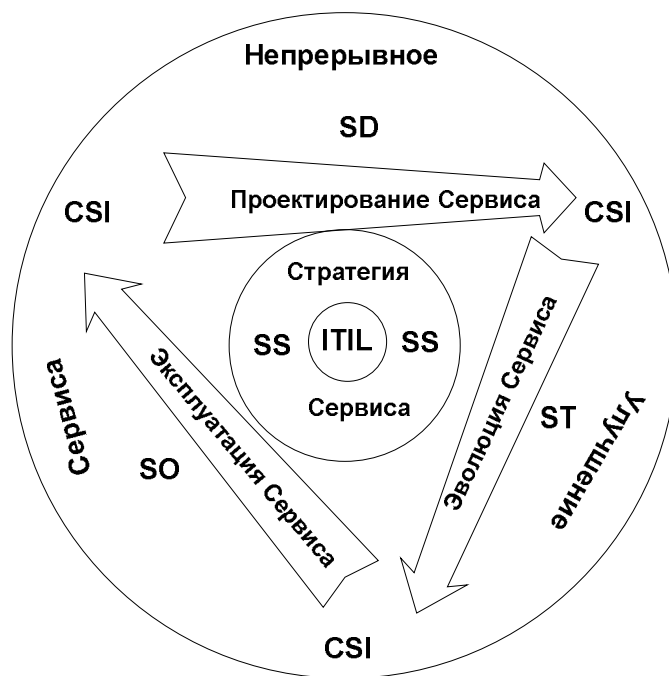 Непрерывное
SD
CSI
Проектирование Сервиса
CSI
Стратегия
SS
ITIL
SS
Сервиса
Эволюция Сервиса
ST
Улучшение
Эксплуатация Сервиса
SO
Сервиса
CSI